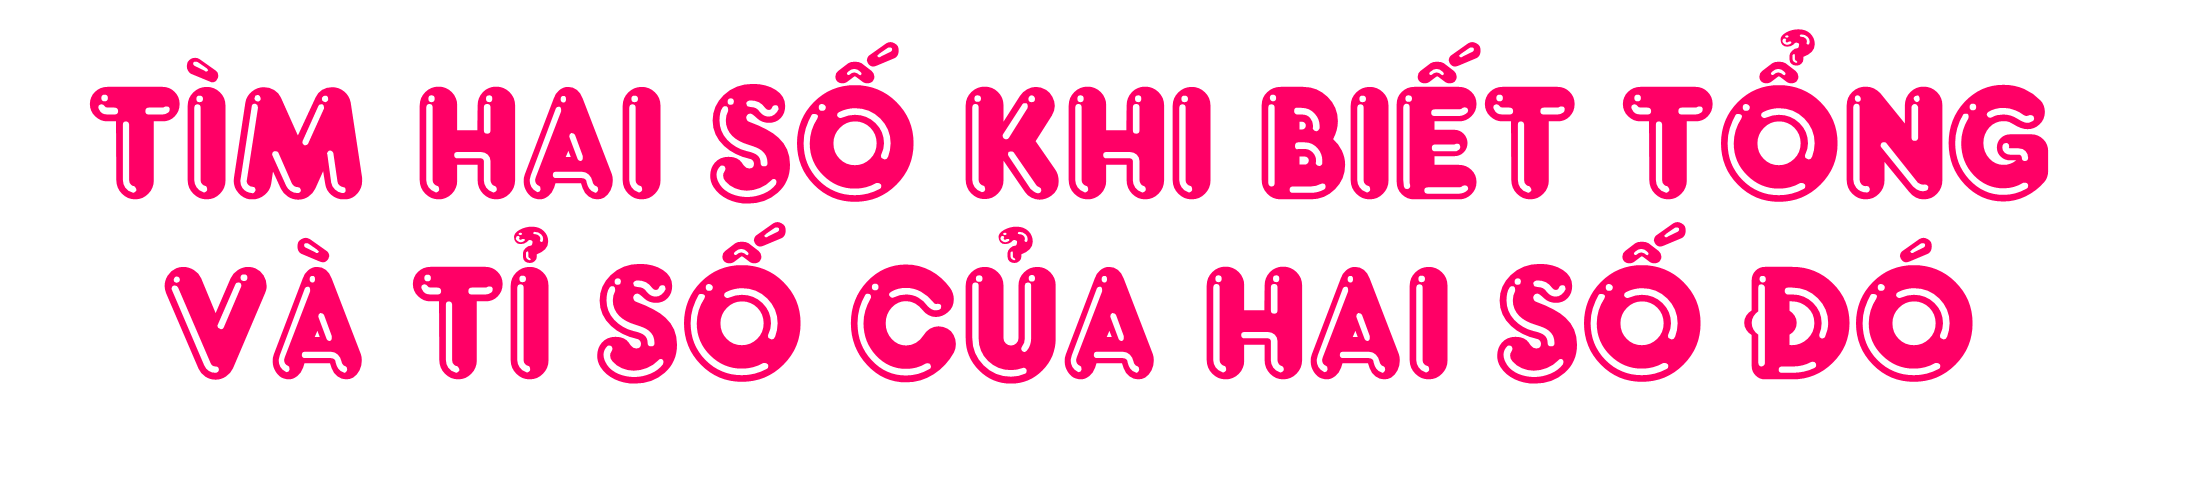 TÌM HAI SỐ KHI BIẾT TỔNG
VÀ TỈ SỐ CỦA HAI SỐ ĐÓ